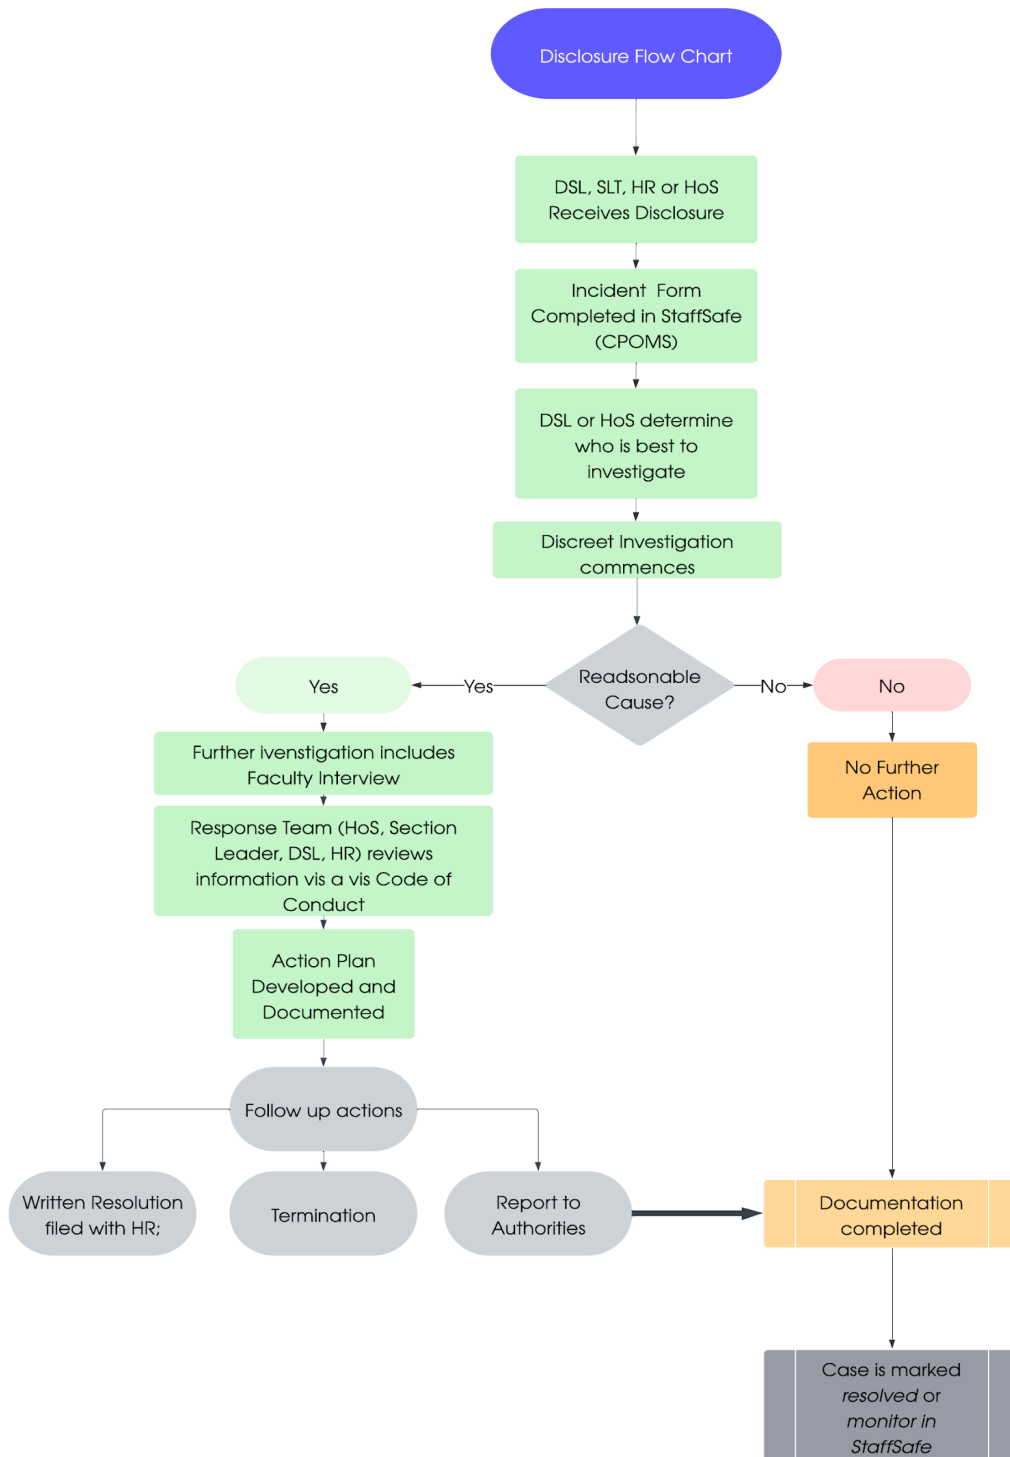 Disclosure Flow Chart
DSL, SLT, HR or HoS
Receives Disclosure
Incident Form
Completed in StaffSafe
(CPOMS)
DSL or HoS determine
who is best to
investigate
Discreet Investigation
commences
Readsonable
Cause?
Yes
Yes
No
No
Further ivenstigation includes
Faculty Interview
No Further
Action
Response Team (HoS, Section
Leader, DSL, HR) reviews
information vis a vis Code of
Conduct
Action Plan
Developed and
Documented
Follow up actions
Written Resolution
filed with HR;
Termination
Report to
Authorities
Documentation
completed
Case is marked
resolved or
monitor in
StaffSafe